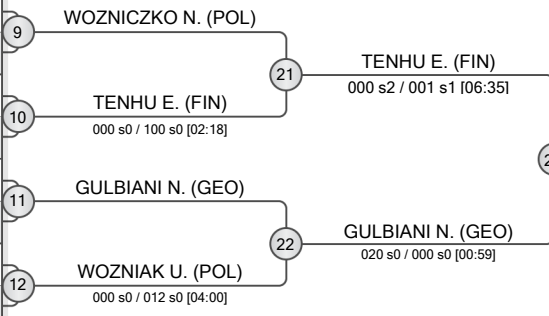 WOZNICZKO N. (POL)
9
21
TENHU E. (FIN)
000 s2 / 001 s1 [06:35]
TENHU E. (FIN)
10
000 s0 / 100 s0 [02:18]
GULBIANI N. (GEO)
11
22
GULBIANI N. (GEO)
020 s0 / 000 s0 [00:59]
WOZNIAK U. (POL)
12
000 s0 / 012 s0 [04:00]